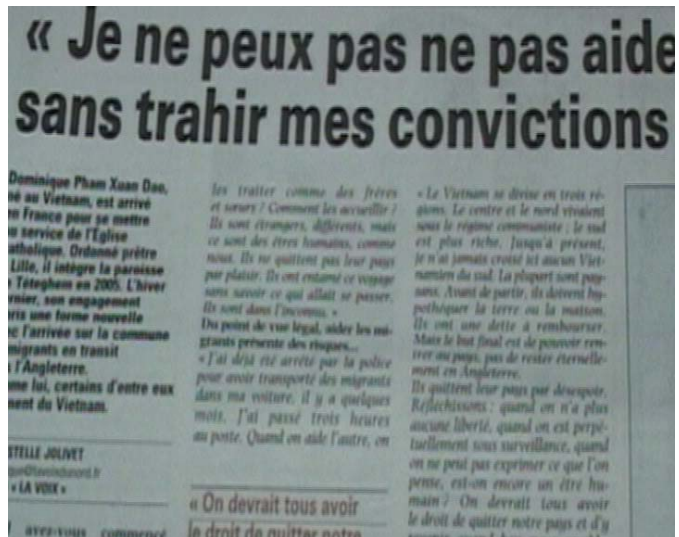 « Je ne peux pas ne pas aide
sans trahir mes convictions
Dominique Pham Xuan Dao,
né au Vietnam, est arrivé
en France pour se mettre
au service de l'Église
catholique. Ordonné prêtre
Lille, il intègre la paroisse
Téteghem en 2005. L'hiver
ernier, son engagement
pris une forme nouvelle
ec l'arrivée sur la commune
migrants en transit
l'Angleterre.
me lui, certains d'entre eux
ment du Vietnam.
STELLE JOLIVET
« LA VOIX »
avez-vous commencé
les traiter comme des frères
et sœurs ? Comment les accueillir ?
Ils sont étrangers, différents, mais
ce sont des êtres humains, comme
nous. Ils ne quittent pas leur pays
par plaisir. Ils ont entamé ce voyage
sans savoir ce qui allait se passer.
Ils sont dans l'inconnu. »
Du point de vue légal, aider les mi-
grants présente des risques...
« J'ai déjà été arrêté par la police
pour avoir transporté des migrants
dans ma voiture, il y a quelques
mois. J'ai passé trois heures
au poste. Quand on aide l'autre, on
« On devrait tous avoir
le droit de quitter notre
« Le Vietnam se divise en trois ré-
gions. Le centre et le nord vivaient
sous le régime communiste ; le sud
est plus riche. Jusqu'à présent,
je n'ai jamais croisé ici aucun Viet-
namien du sud. La plupart sont pay-
sans. Avant de partir, ils doivent hy-
pothéquer la terre ou la maison.
Ils ont une dette à rembourser.
Mais le but final est de pouvoir ren-
trer au pays, pas de rester éternelle-
ment en Angleterre.
Ils quittent leur pays par désespoir.
Réfléchissons : quand on n'a plus
aucune liberté, quand on est perpé-
tuellement sous surveillance, quand
on ne peut pas exprimer ce que l'on
pense, est-on encore un être hu-
main ? On devrait tous avoir
le droit de quitter notre pays et d'y